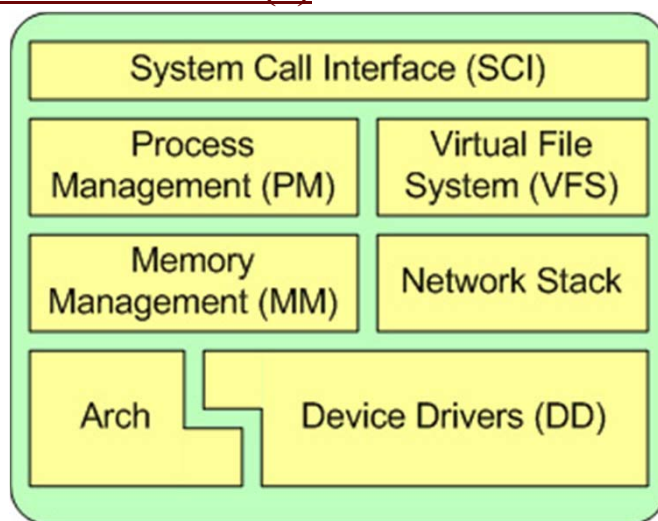 System Call Interface (SCI)
Process
Management (PM)
Virtual File
System (VFS)
Memory
Management (MM)
Network Stack
Arch
Device Drivers (DD)